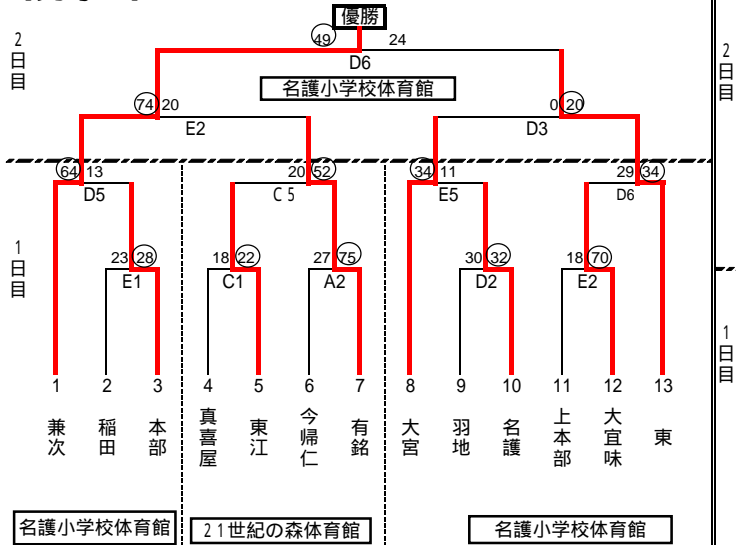 優勝
49 24
D6
名護小学校体育館
2日目
2日目
74 20
E2
0 20
D3
64 13
D5
20 52
C 5
34 11
E5
29 34
D6
1日目
23 28
E1
18 22
C1
27 75
A2
30 32
D2
18 70
E2
1日目
1 2 3 4 5 6 7 8 9 10 11 12 13
兼次
稲田
本部
真喜屋
東江
今帰仁
有銘
大宮
羽地
名護
上本部
大宜味
東
名護小学校体育館
21世紀の森体育館
名護小学校体育館